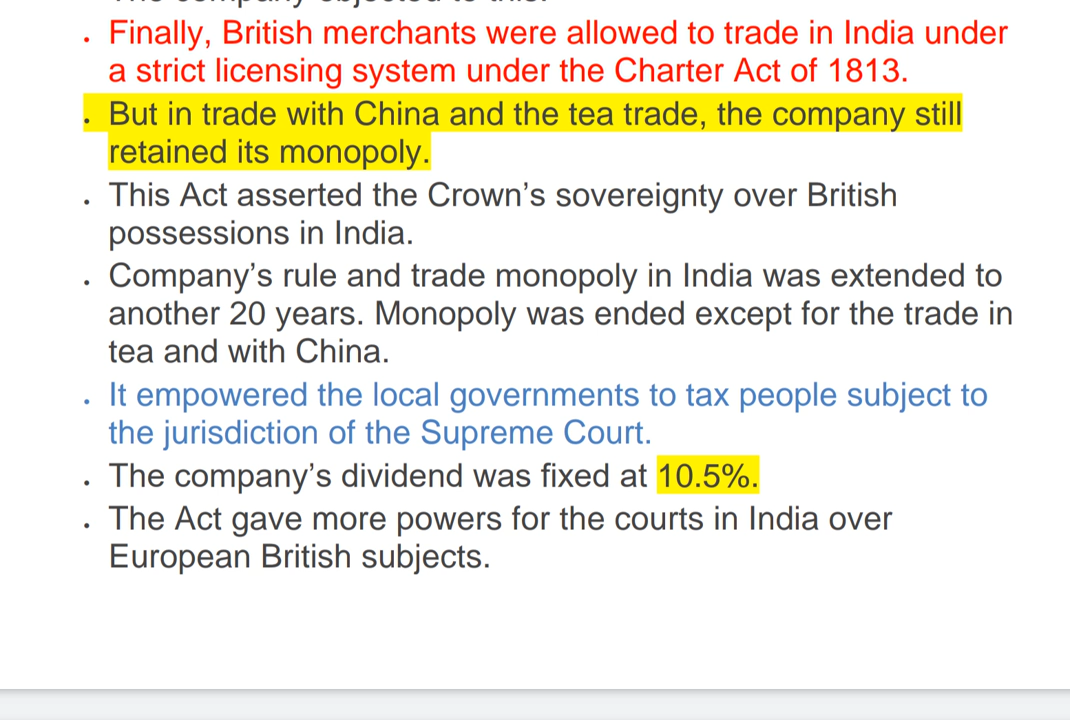 • Finally, British merchants were allowed to trade in India under
a strict licensing system under the Charter Act of 1813.
• But in trade with China and the tea trade, the company still
retained its monopoly.
• This Act asserted the Crown’s sovereignty over British
possessions in India.
• Company’s rule and trade monopoly in India was extended to
another 20 years. Monopoly was ended except for the trade in
tea and with China.
• It empowered the local governments to tax people subject to
the jurisdiction of the Supreme Court.
• The company’s dividend was fixed at 10.5%.
• The Act gave more powers for the courts in India over
European British subjects.